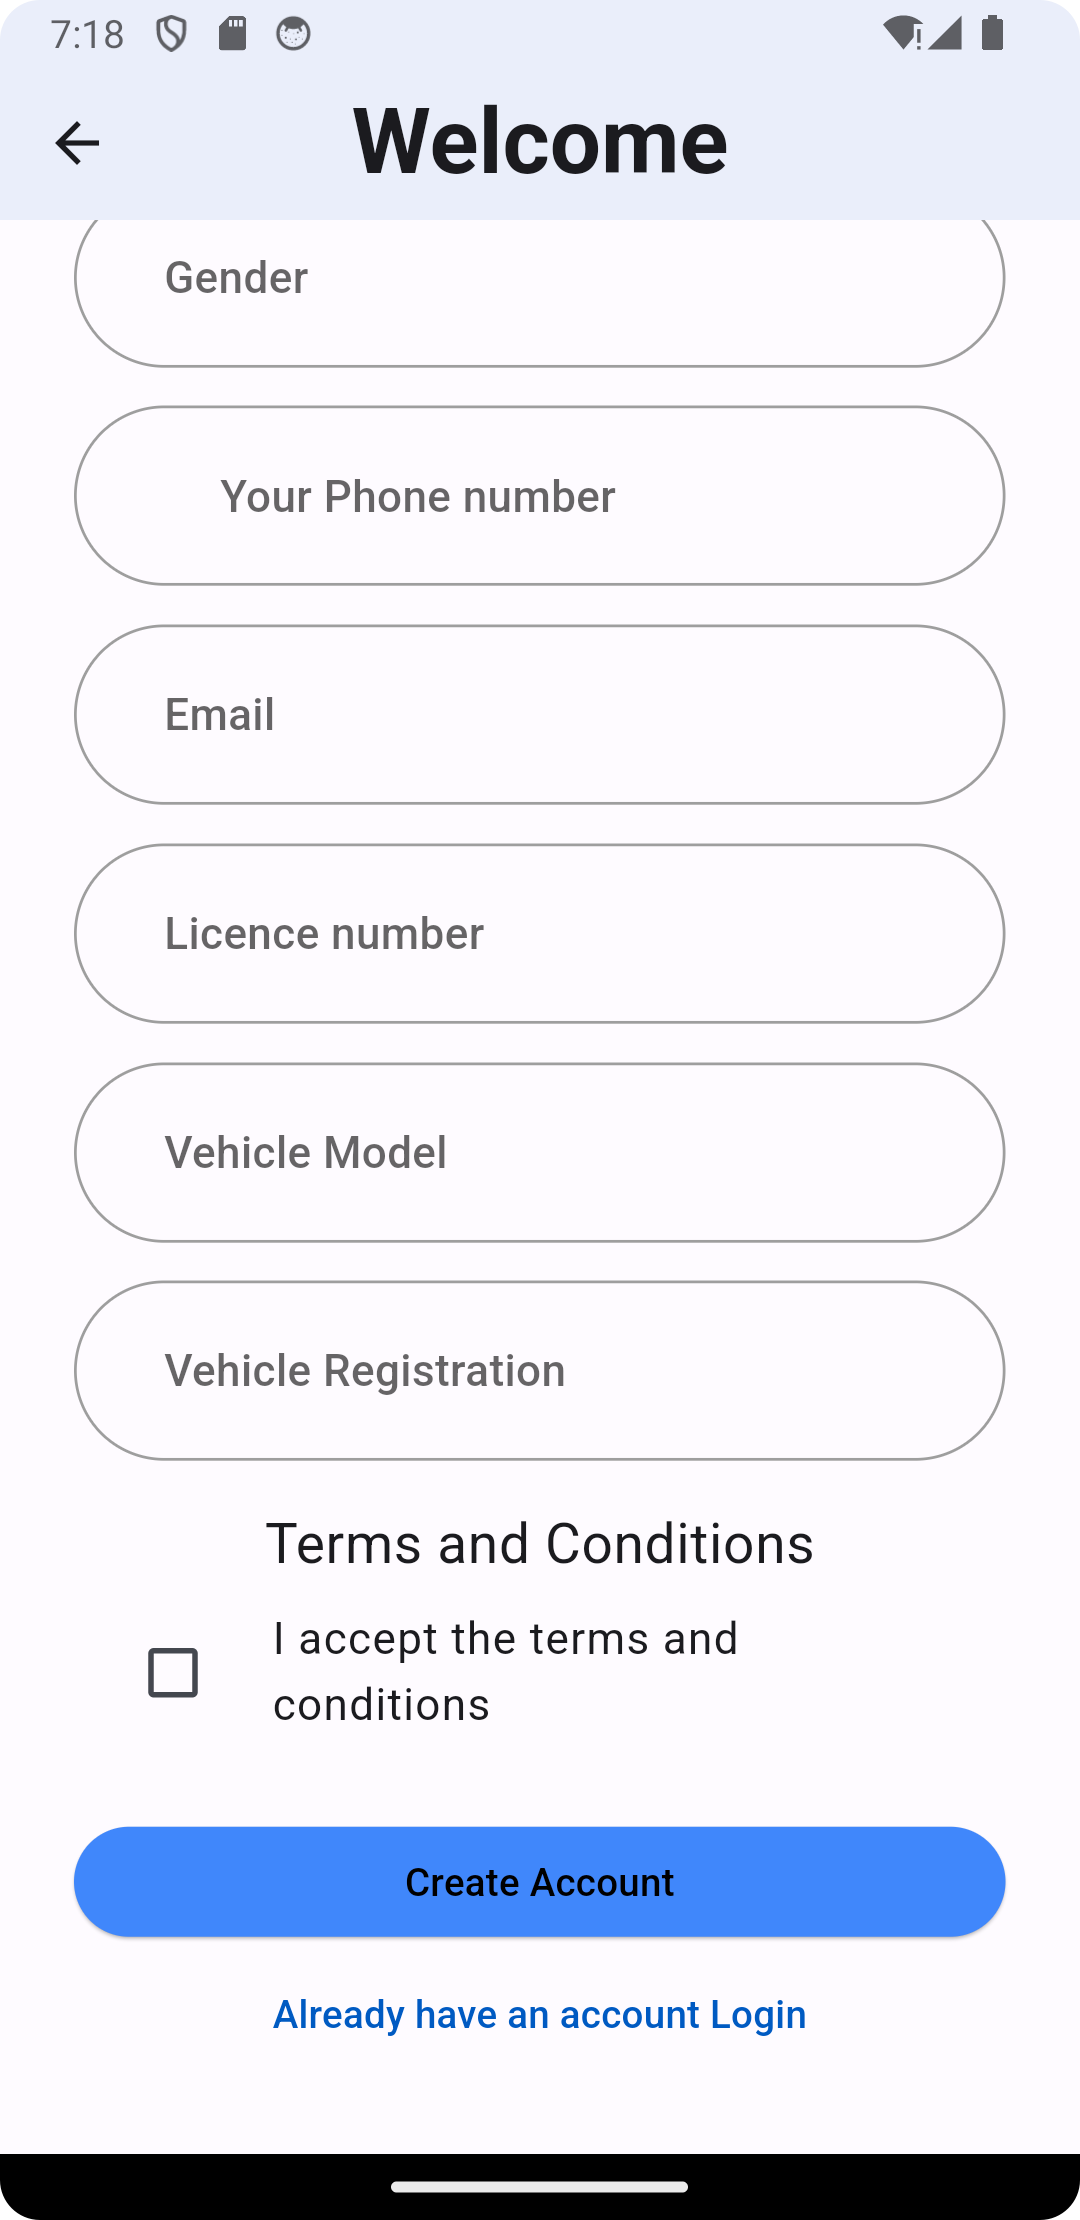 7:18
Welcome
Gender
Your Phone number
Email
Licence number
Vehicle Model
Vehicle Registration
Terms and Conditions
I accept the terms and
conditions
Create Account
Already have an account Login